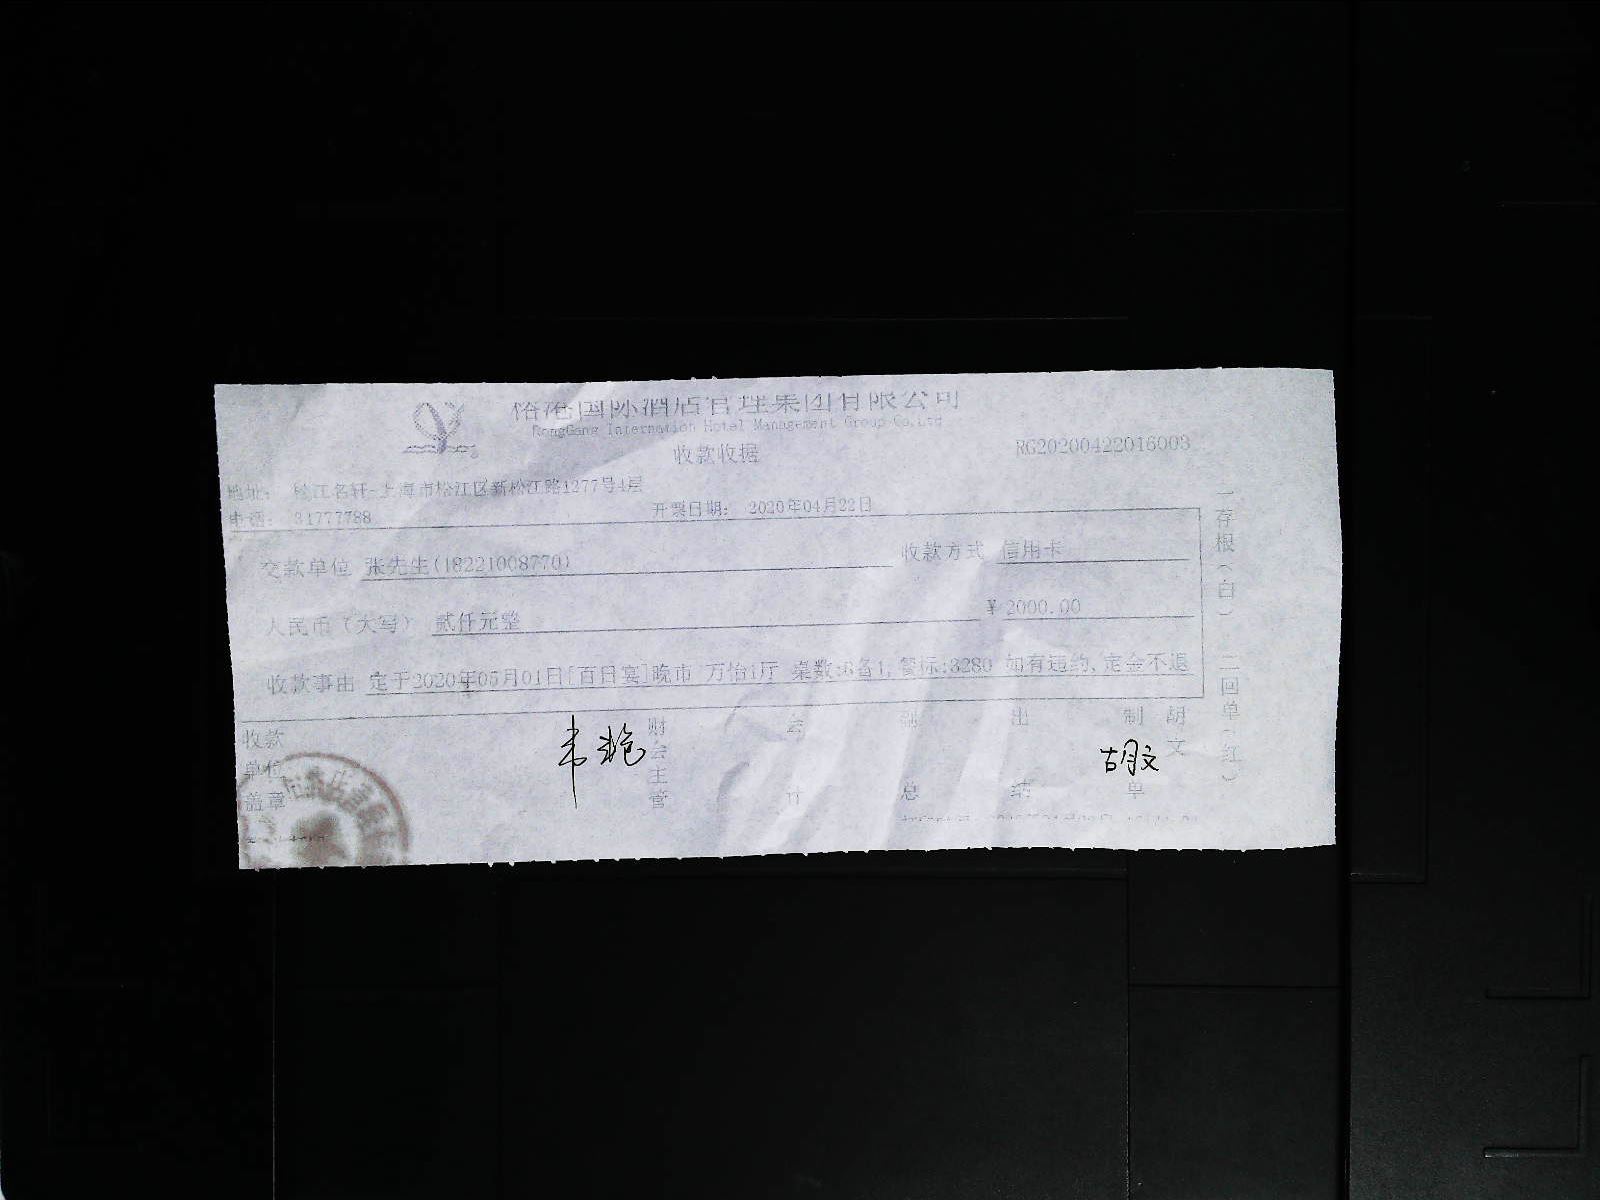 榕港国际酒店管理集团有限公司
RongGang Internation Hotel Management Group Co.Ltd
收款收据
RG20200422016003
地址： 松江名轩-上海市松江区新松江路1277号4层
电话： 31777788
开票日期： 2020年04月22日
交款单位 张先生(18221008770)
收款方式 信用卡
人民币（大写） 贰仟元整
￥2000.00
收款事由 定于2020年05月01日[百日宴]晚市 万怡1厅 桌数:6备1,餐标:3280 如有违约,定金不退
收款单位盖章
财会主管
会计
总
出纳
制单
胡文
胡文
一存根（白） 二回单（红）